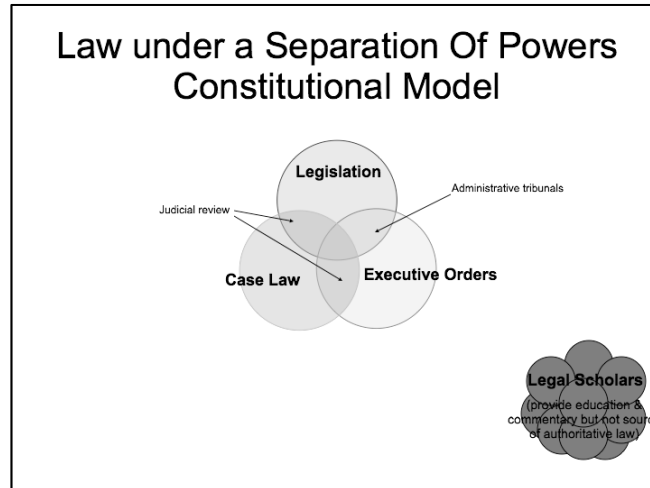 Law under a Separation Of Powers
Constitutional Model
Legislation
Administrative tribunals
Judicial review
Case Law
Executive Orders
Legal Scholars
(provide education &
commentary but not sourc
of authoritative law)